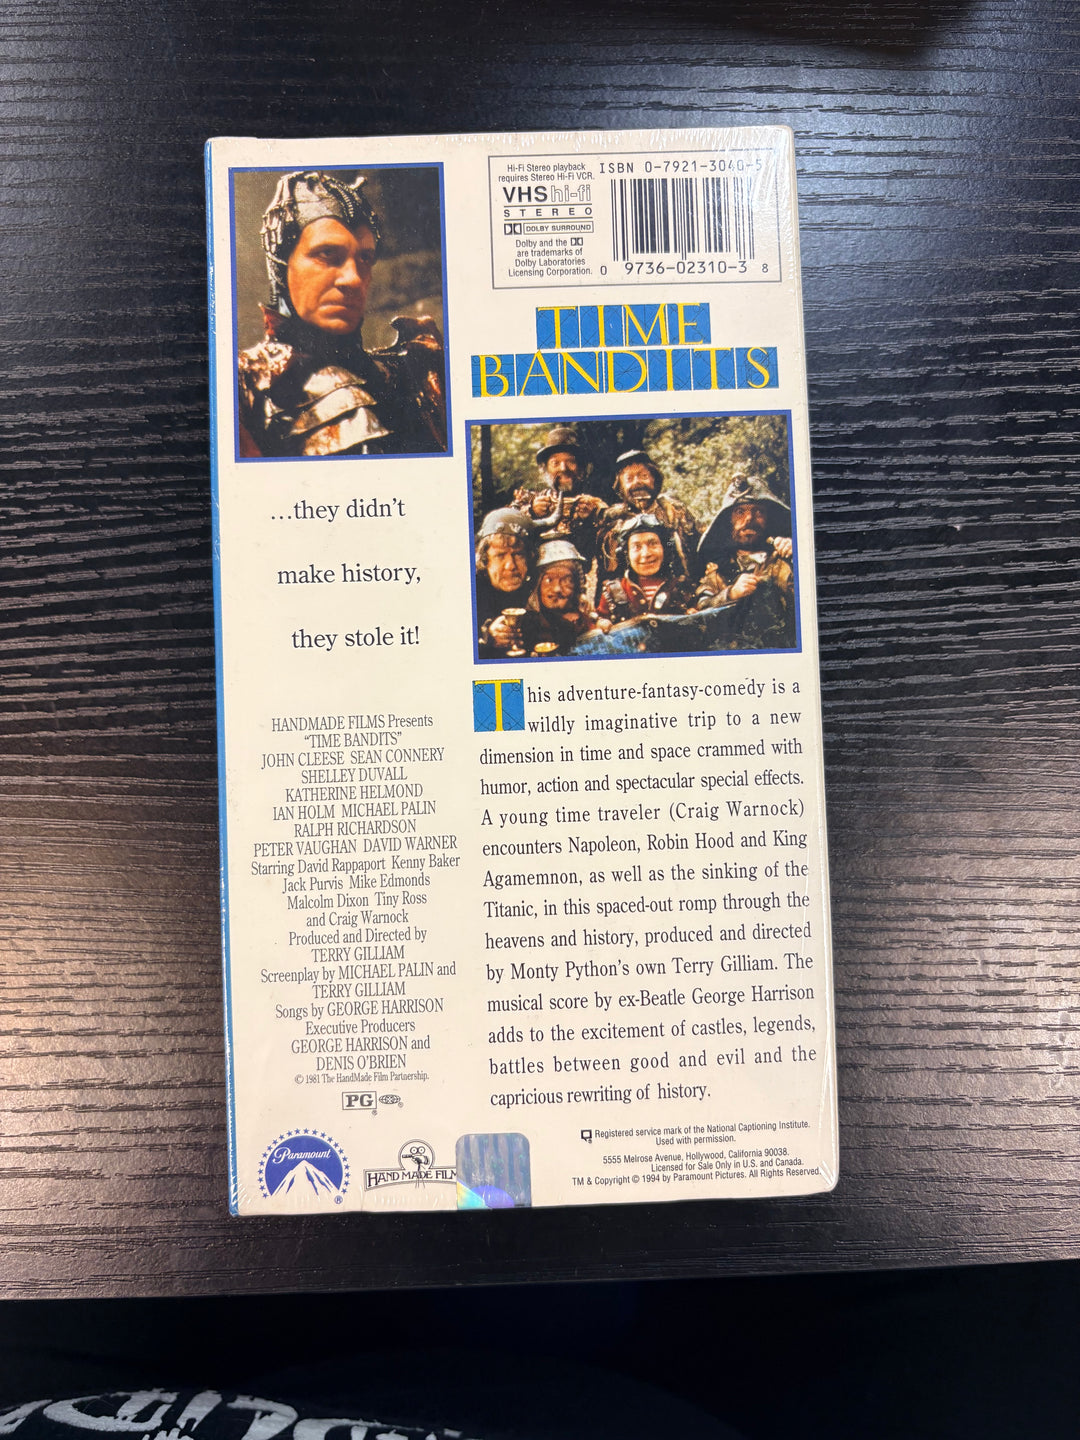 Hi-Fi Stereo playback
requires Stereo Hi-Fi VCR.
VHS hi-fi
STEREO
DOLBY SURROUND
Dolby and the
are trademarks of
Dolby Laboratories
Licensing Corporation.
ISBN 0-7921-3040-5
0 9736-02310-3 8
TIME
BANDITS
...they didn't
make history,
they stole it!
HANDMADE FILMS Presents
"TIME BANDITS"
JOHN CLEESE SEAN CONNERY
SHELLEY DUVALL
KATHERINE HELMOND
IAN HOLM MICHAEL PALIN
RALPH RICHARDSON
PETER VAUGHAN DAVID WARNER
Starring David Rappaport Kenny Baker
Jack Purvis Mike Edmonds
Malcolm Dixon Tiny Ross
and Craig Warnock
Produced and Directed by
TERRY GILLIAM
Screenplay by MICHAEL PALIN and
TERRY GILLIAM
Songs by GEORGE HARRISON
Executive Producers
GEORGE HARRISON and
DENIS O'BRIEN
© 1981 The HandMade Film Partnership.
PG ®
This adventure-fantasy-comedy is a
wildly imaginative trip to a new
dimension in time and space crammed with
humor, action and spectacular special effects.
A young time traveler (Craig Warnock)
encounters Napoleon, Robin Hood and King
Agamemnon, as well as the sinking of the
Titanic, in this spaced-out romp through the
heavens and history, produced and directed
by Monty Python's own Terry Gilliam. The
musical score by ex-Beatle George Harrison
adds to the excitement of castles, legends,
battles between good and evil and the
capricious rewriting of history.
Paramount ®
HAND MADE FILM
Registered service mark of the National Captioning Institute.
Used with permission.
5555 Melrose Avenue, Hollywood, California 90038.
Licensed for Sale Only in U.S. and Canada.
TM & Copyright © 1994 by Paramount Pictures. All Rights Reserved.